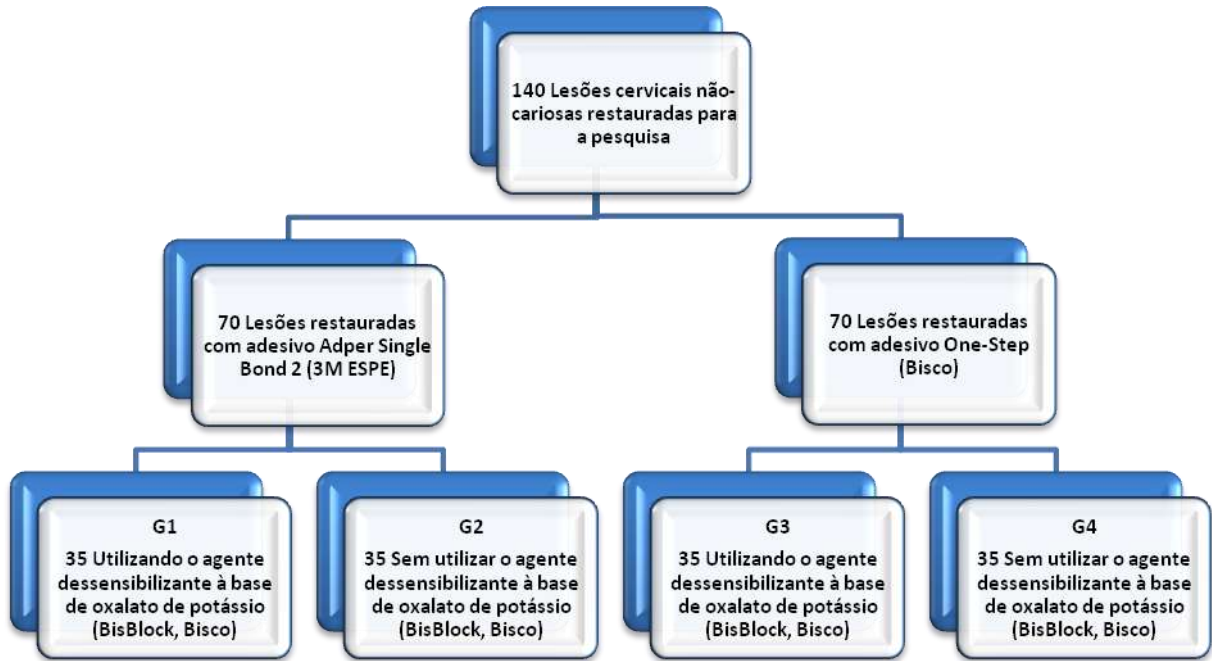 140 Lesões cervicais não-
cariosas restauradas para
a pesquisa
70 Lesões restauradas
com adesivo Adper Single
Bond 2 (3M ESPE)
70 Lesões restauradas
com adesivo One-Step
(Bisco)
G1
35 Utilizando o agente
dessensibilizante à base
de oxalato de potássio
(BisBlock, Bisco)
G2
35 Sem utilizar o agente
dessensibilizante à base
de oxalato de potássio
(BisBlock, Bisco)
G3
35 Utilizando o agente
dessensibilizante à base
de oxalato de potássio
(BisBlock, Bisco)
G4
35 Sem utilizar o agente
dessensibilizante à base
de oxalato de potássio
(BisBlock, Bisco)